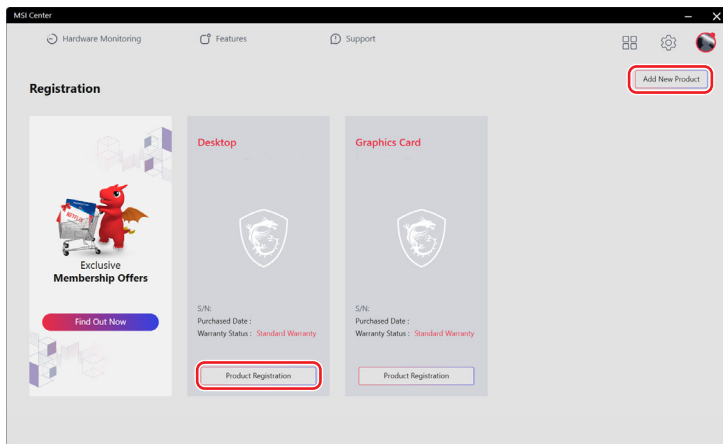 MSI Center
Hardware Monitoring
Features
Support
Registration
Add New Product
NETFLIX
Exclusive
Membership Offers
Find Out Now
Desktop
S/N:
Purchased Date :
Warranty Status : Standard Warranty
Product Registration
Graphics Card
S/N:
Purchased Date :
Warranty Status : Standard Warranty
Product Registration